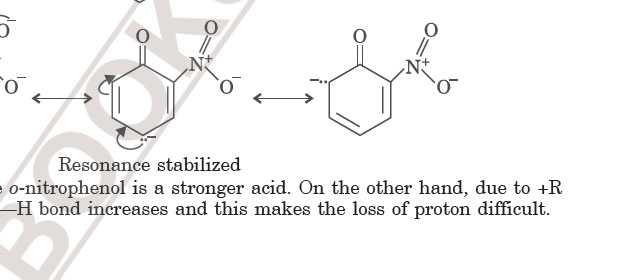 O⁻ O O
N⁺ N⁺
O⁻ O⁻ O⁻
Resonance stabilized
o-nitrophenol is a stronger acid. On the other hand, due to +R
—H bond increases and this makes the loss of proton difficult.